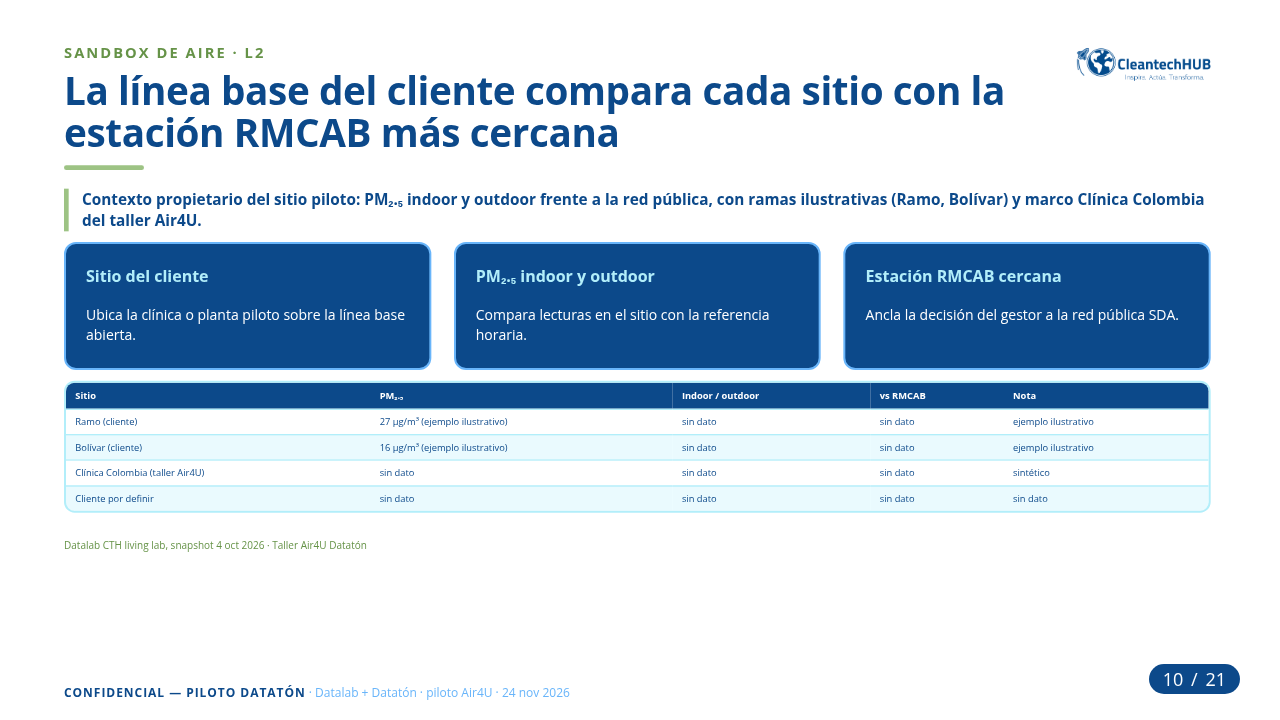 SANDBOX DE AIRE · L2
CleantechHUB
Inspira. Actúa. Transforma.
La línea base del cliente compara cada sitio con la
estación RMCAB más cercana
Contexto propietario del sitio piloto: PM₂.₅ indoor y outdoor frente a la red pública, con ramas ilustrativas (Ramo, Bolívar) y marco Clínica Colombia
del taller Air4U.
Sitio del cliente
Ubica la clínica o planta piloto sobre la línea base
abierta.
PM₂.₅ indoor y outdoor
Compara lecturas en el sitio con la referencia
horaria.
Estación RMCAB cercana
Ancla la decisión del gestor a la red pública SDA.
Sitio PM₂.₅ Indoor / outdoor vs RMCAB Nota
Ramo (cliente) 27 µg/m³ (ejemplo ilustrativo) sin dato sin dato ejemplo ilustrativo
Bolívar (cliente) 16 µg/m³ (ejemplo ilustrativo) sin dato sin dato ejemplo ilustrativo
Clínica Colombia (taller Air4U) sin dato sin dato sin dato sintético
Cliente por definir sin dato sin dato sin dato sin dato
Datalab CTH living lab, snapshot 4 oct 2026 · Taller Air4U Datatón
CONFIDENCIAL — PILOTO DATATÓN · Datalab + Datatón · piloto Air4U · 24 nov 2026
10 / 21